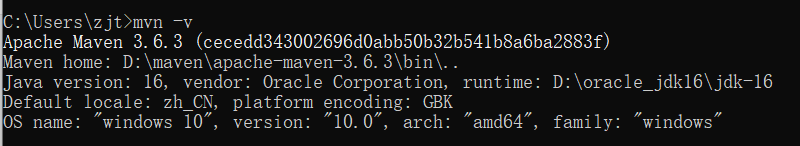 C:\Users\zjt>mvn -v
Apache Maven 3.6.3 (cecedd343002696d0abb50b32b541b8a6ba2883f)
Maven home: D:\maven\apache-maven-3.6.3\bin\..
Java version: 16, vendor: Oracle Corporation, runtime: D:\oracle_jdk16\jdk-16
Default locale: zh_CN, platform encoding: GBK
OS name: "windows 10", version: "10.0", arch: "amd64", family: "windows"